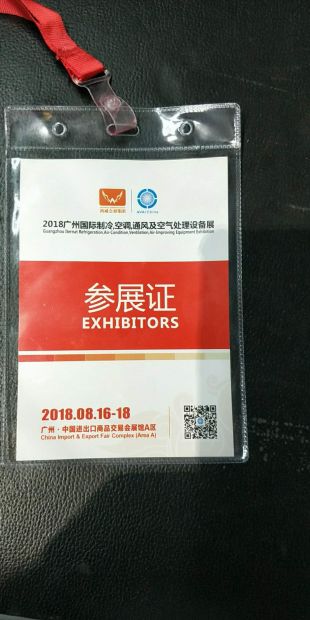 2018广州国际制冷,空调,通风及空气处理设备展
参展证
EXHIBITORS
2018.08.16-18
广州·中国进出口商品交易会展馆A区
China Import & Export Fair Complex (Area A)